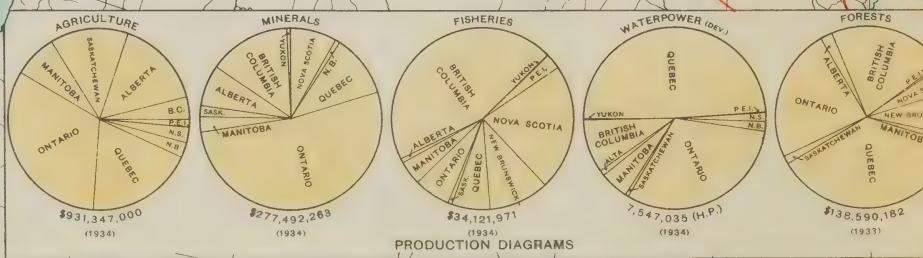 AGRICULTURE
SASKATCHEWAN
ALBERTA
B.C.
P.E.I.
N.S.
N.B
QUEBEC
ONTARIO
MANITOBA
$931,347,000
(1934)
MINERALS
YUKON
NOVA SCOTIA
N.B.
QUEBEC
ONTARIO
MANITOBA
SASK.
ALBERTA
BRITISH
COLUMBIA
$277,492,263
(1934)
FISHERIES
BRITISH
COLUMBIA
YUKON
P.E.I.
NOVA SCOTIA
NEW BRUNSWICK
QUEBEC
SASK.
ONTARIO
MANITOBA
ALBERTA
$34,121,971
(1934)
WATERPOWER (DEV.)
QUEBEC
P.E.I.
N.S.
N.B.
ONTARIO
SASKATCHEWAN
MANITOBA
ALTA
BRITISH
COLUMBIA
YUKON
7,547,035 (H.P.)
(1934)
FORESTS
BRITISH
COLUMBIA
P.E.
NOVA S
NEW BRU
MANITOB
QUEBEC
SASKATCHEWAN
ONTARIO
ALBERTA
$138,590,182
(1933)
PRODUCTION DIAGRAMS